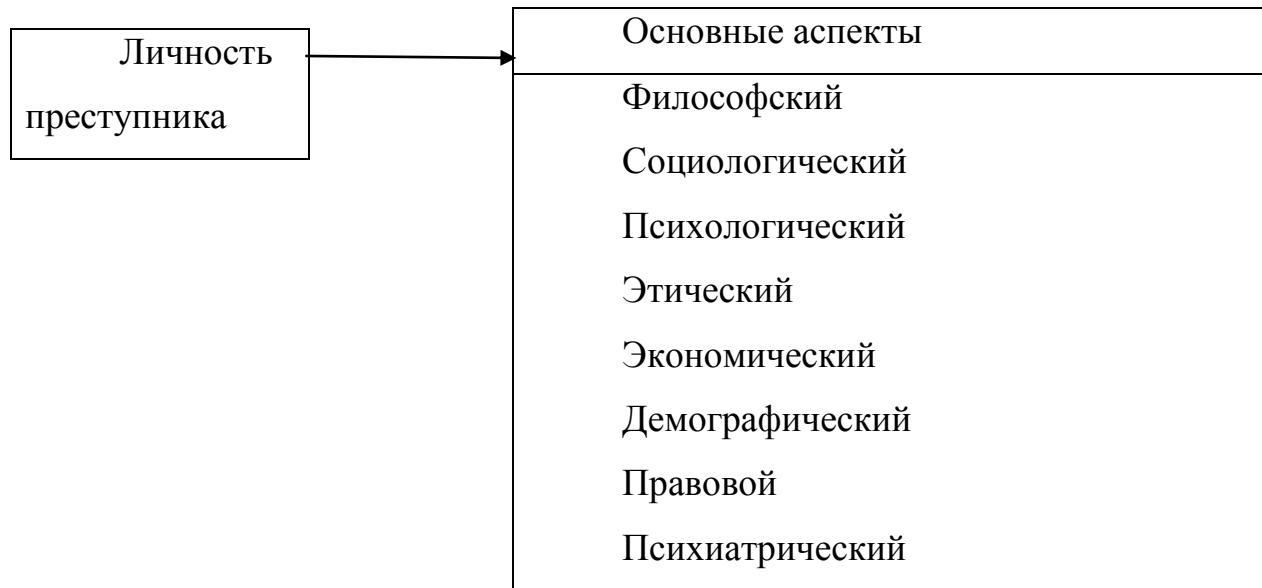 Личность
преступника
Основные аспекты
Философский
Социологический
Психологический
Этический
Экономический
Демографический
Правовой
Психиатрический